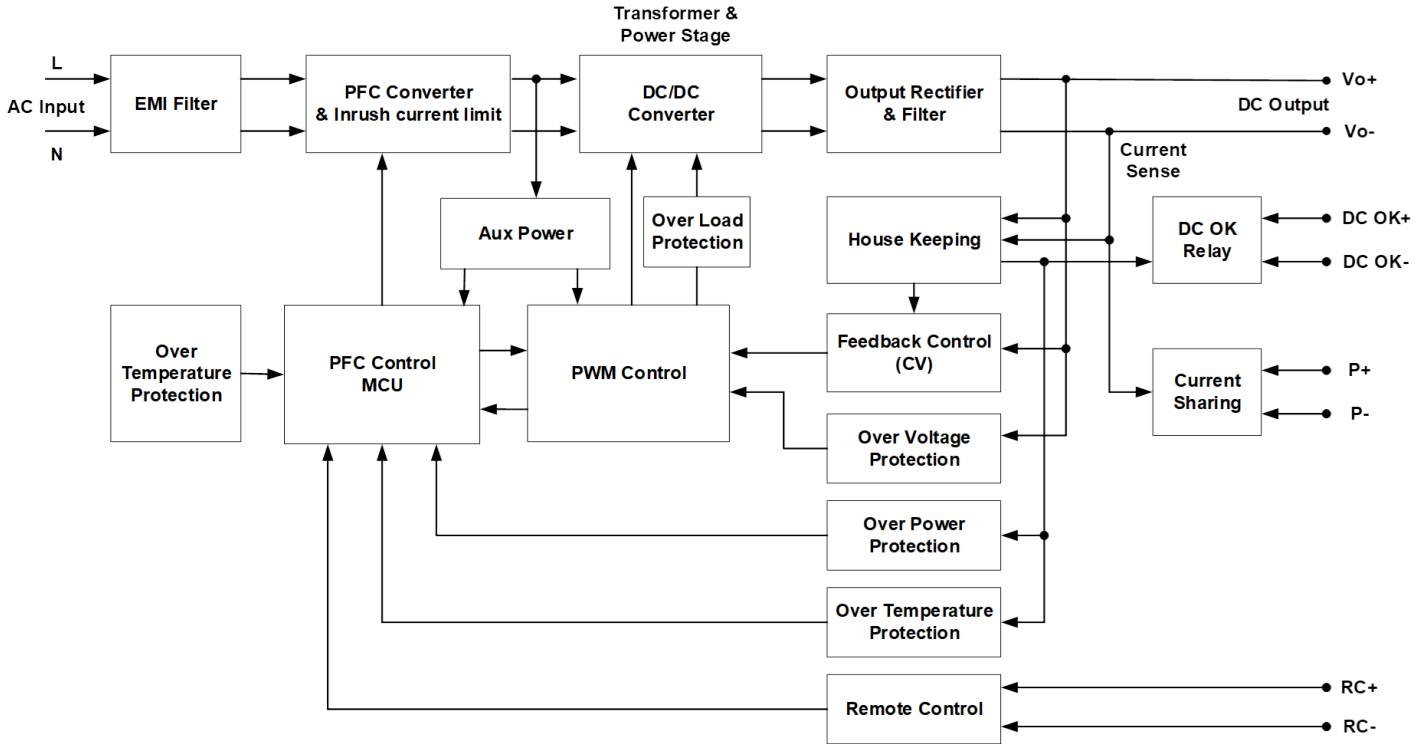 Transformer &
Power Stage
L
AC Input
N
EMI Filter
PFC Converter
& Inrush current limit
DC/DC
Converter
Output Rectifier
& Filter
Vo+
DC Output
Vo-
Current
Sense
Aux Power
Over Load
Protection
House Keeping
DC OK
Relay
DC OK+
DC OK-
Over
Temperature
Protection
PFC Control
MCU
PWM Control
Feedback Control
(CV)
Current
Sharing
P+
P-
Over Voltage
Protection
Over Power
Protection
Over Temperature
Protection
Remote Control
RC+
RC-